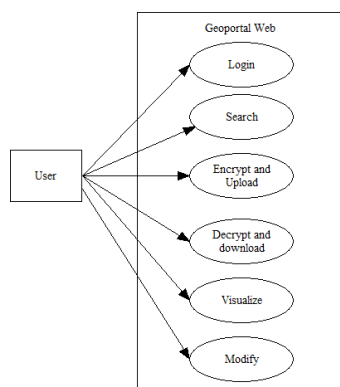 Geoportal Web
Login
Search
User
Encrypt and
Upload
Decrypt and
download
Visualize
Modify